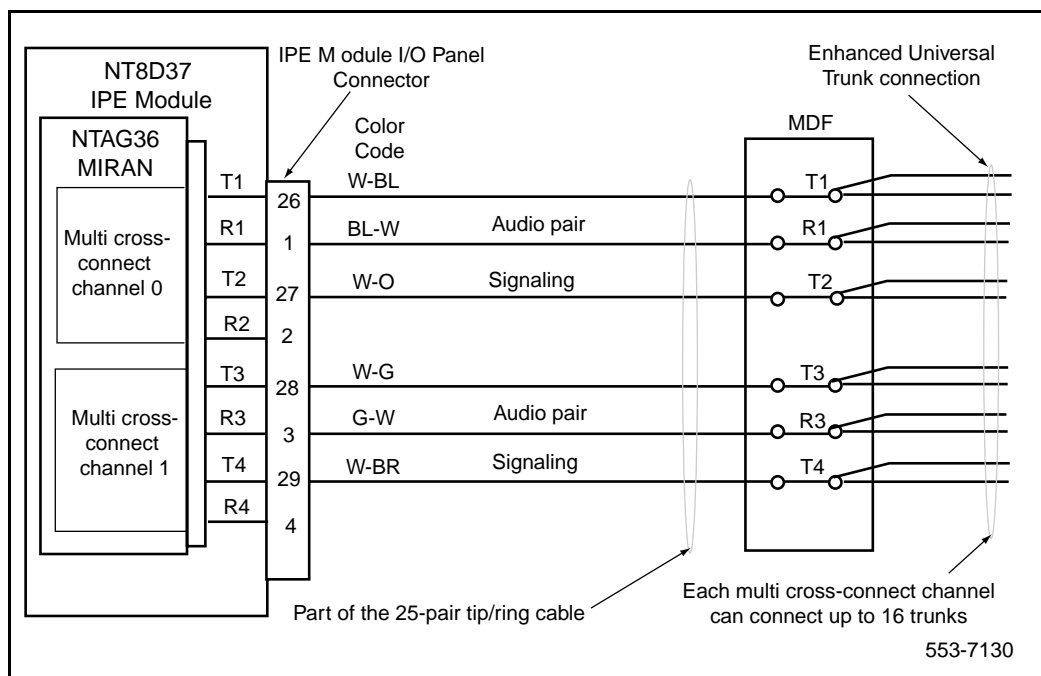 NT8D37
IPE Module
NTAG36
MIRAN
Multi cross-
connect
channel 0
Multi cross-
connect
channel 1
T1
R1
T2
R2
T3
R3
T4
R4
IPE M odule I/O Panel
Connector
26
1
27
2
28
3
29
4
Color
Code
W-BL
BL-W
Audio pair
W-O
Signaling
W-G
G-W
Audio pair
W-BR
Signaling
MDF
T1
R1
T2
T3
R3
T4
Enhanced Universal
Trunk connection
Part of the 25-pair tip/ring cable
Each multi cross-connect channel
can connect up to 16 trunks
553-7130